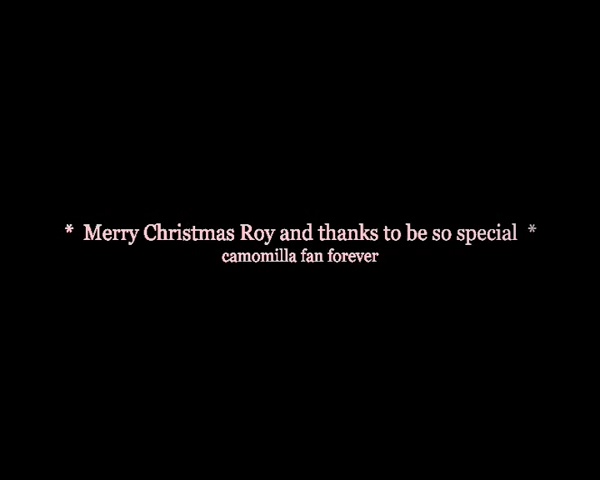 * Merry Christmas Roy and thanks to be so special *
camomilla fan forever